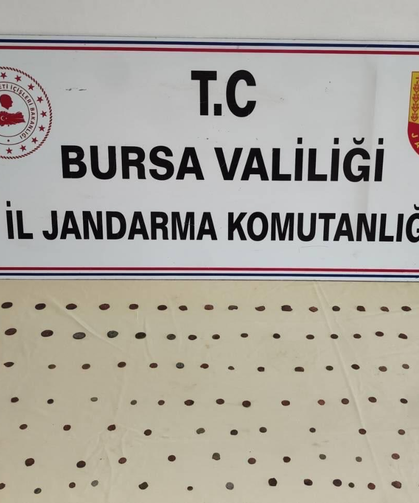 T.C
BURSA VALİLİĞİ
İL JANDARMA KOMUTANLIĞ